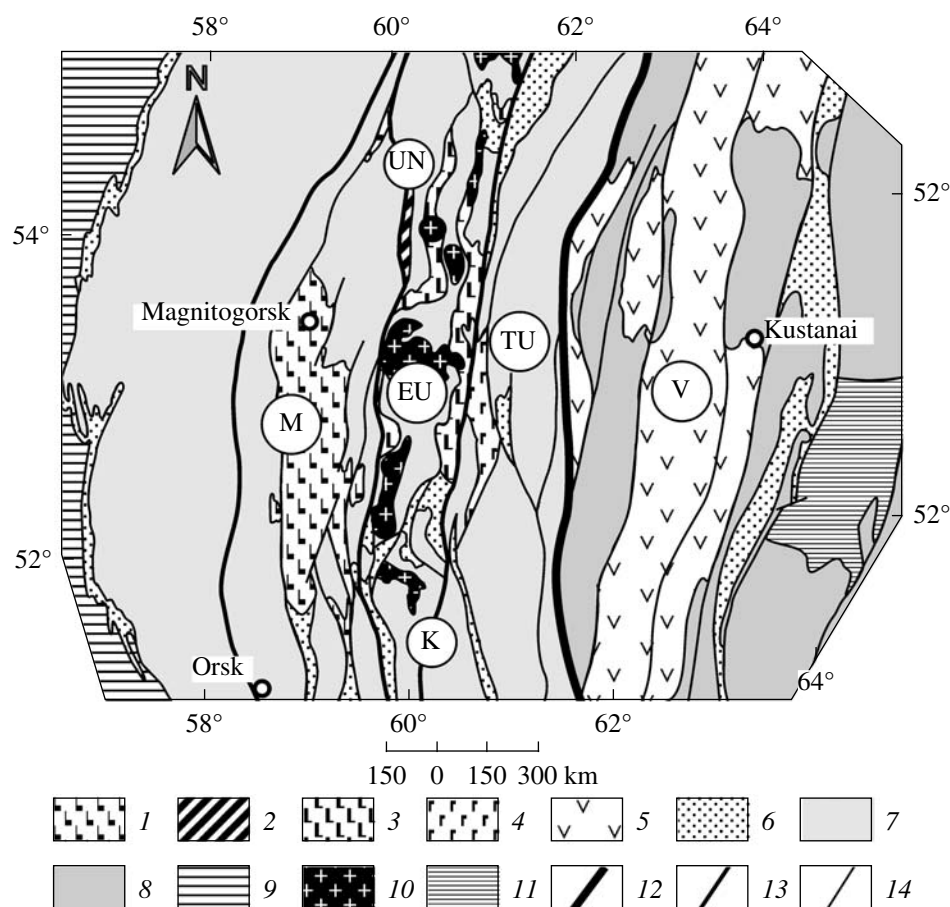 58° 60° 62° 64°
N
UN
54° 52°
Magnitogorsk Kustanai
TU
EU V
M
52° 52°
K
Orsk 64°
58° 60° 62°
150 0 150 300 km
1 2 3 4 5 6 7
8 9 10 11 12 13 14